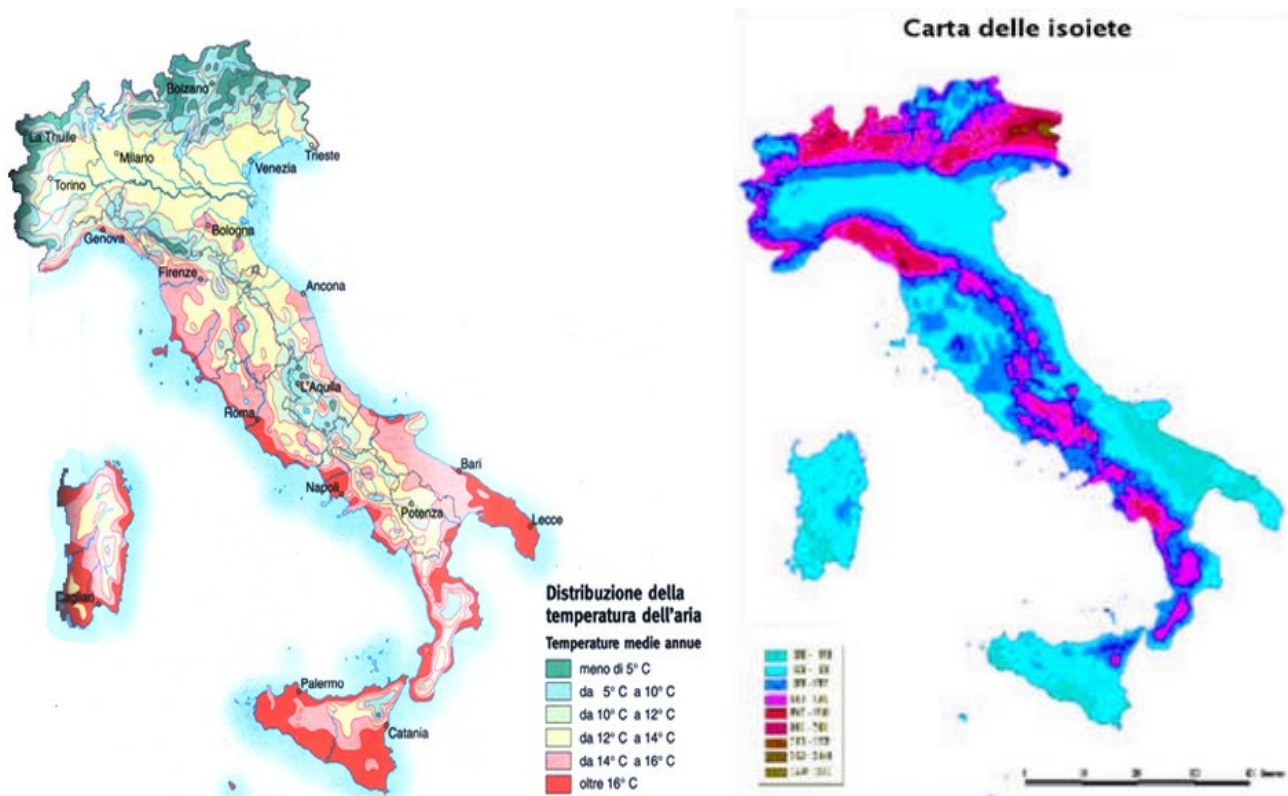 Bolzano
La Thuile
Milano
Trieste
Venezia
Torino
Bologna
Genova
Firenze
Ancona
L'Aquila
Roma
Bari
Napoli
Potenza
Lecce
Cagliari
Palermo
Catania
Distribuzione della
temperatura dell'aria
Temperature medie annue
meno di 5° C
da 5° C a 10° C
da 10° C a 12° C
da 12° C a 14° C
da 14° C a 16° C
oltre 16° C
Carta delle isoiete